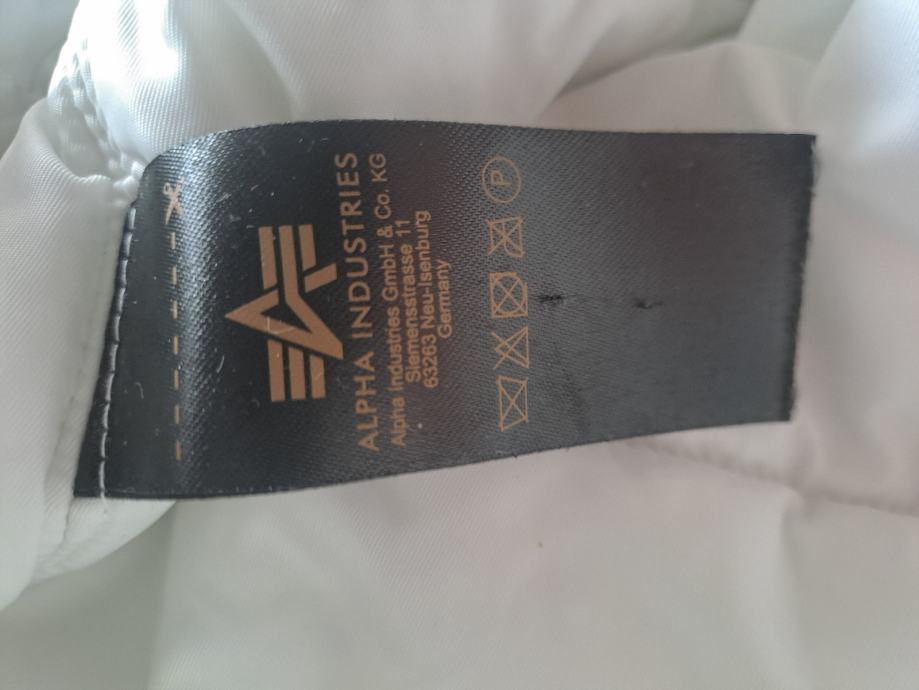 ALPHA INDUSTRIES
Alpha Industries GmbH & Co. KG
Siemensstrasse 11
63263 Neu-Isenburg
Germany
P